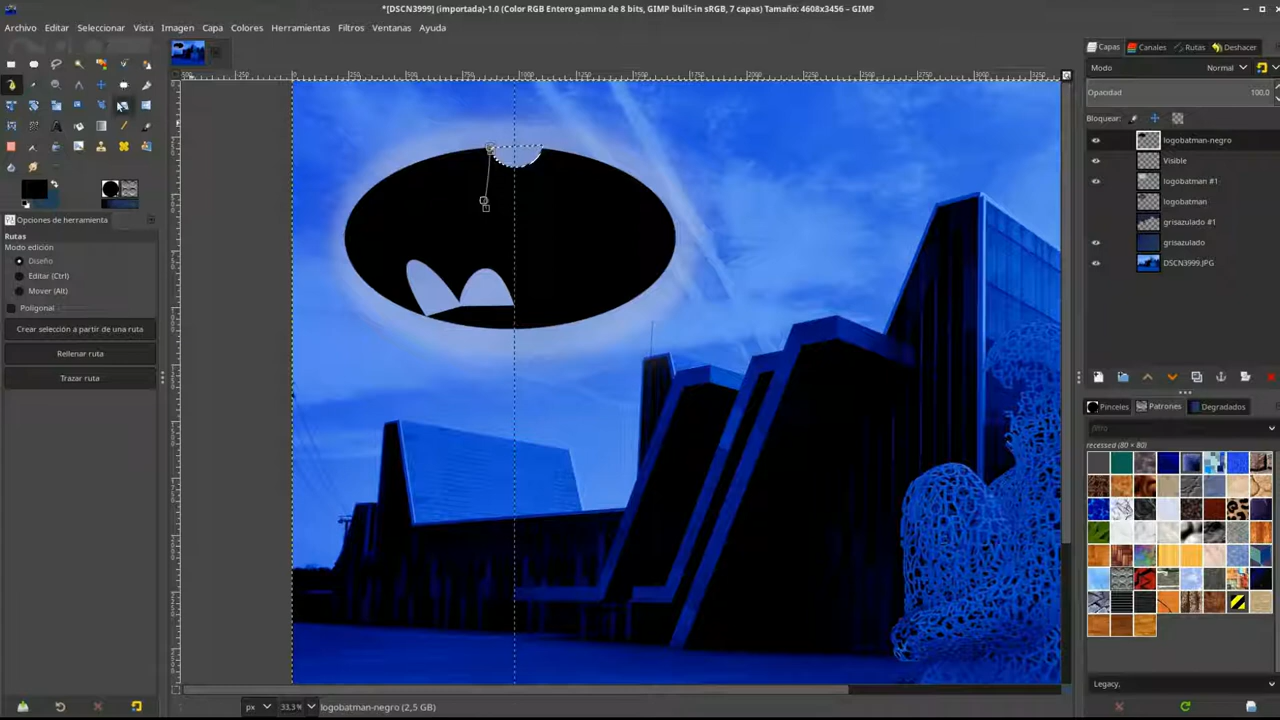 *[DSCN3999] (importada)-1.0 (Color RGB Entero gamma de 8 bits, GIMP built-in sRGB, 7 capas) Tamaño: 4608x3456 – GIMP
Archivo Editar Seleccionar Vista Imagen Capa Colores Herramientas Filtros Ventanas Ayuda
Capas Canales Rutas Deshacer
Modo Normal
Opacidad 100.0
Bloquear:
logobatman-negro
Visible
logobatman #1
logobatman
grisazulado #1
grisazulado
DSCN3999.JPG
Opciones de herramienta
Rutas
Modo edición
Diseño
Editar (Ctrl)
Mover (Alt)
Poligonal
Crear selección a partir de una ruta
Rellenar ruta
Trazar ruta
Pinceles Patrones Degradados
filtro
recessed (80 × 80)
Legacy,
px 33,3 % logobatman-negro (2,5 GB)